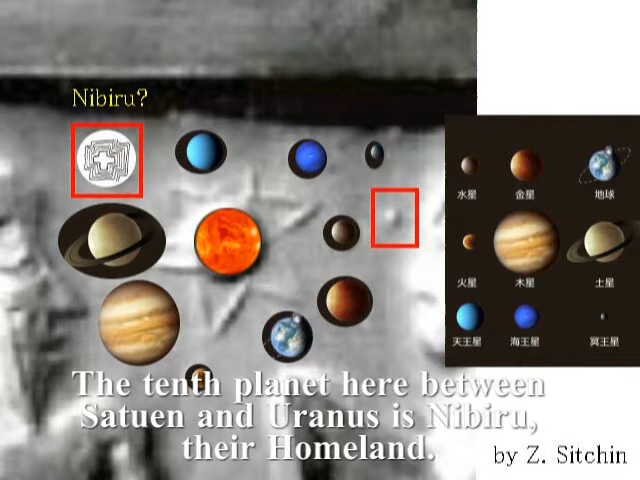 Nibiru?
水星 金星 地球
火星 木星 土星
天王星 海王星 冥王星
The tenth planet here between
Satuen and Uranus is Nibiru,
their Homeland.
by Z. Sitchin